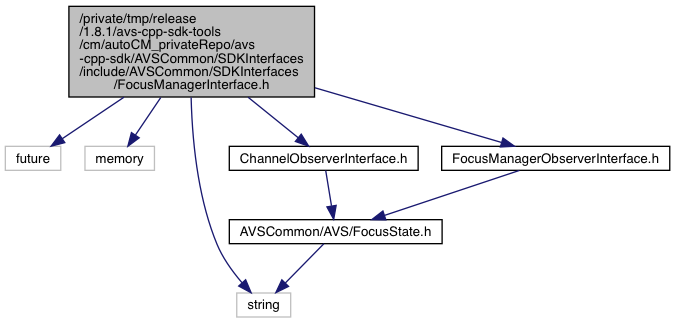 /private/tmp/release
/1.8.1/avs-cpp-sdk-tools
/cm/autoCM_privateRepo/avs
-cpp-sdk/AVSCommon/SDKInterfaces
/include/AVSCommon/SDKInterfaces
/FocusManagerInterface.h
future
memory
ChannelObserverInterface.h
FocusManagerObserverInterface.h
AVSCommon/AVS/FocusState.h
string